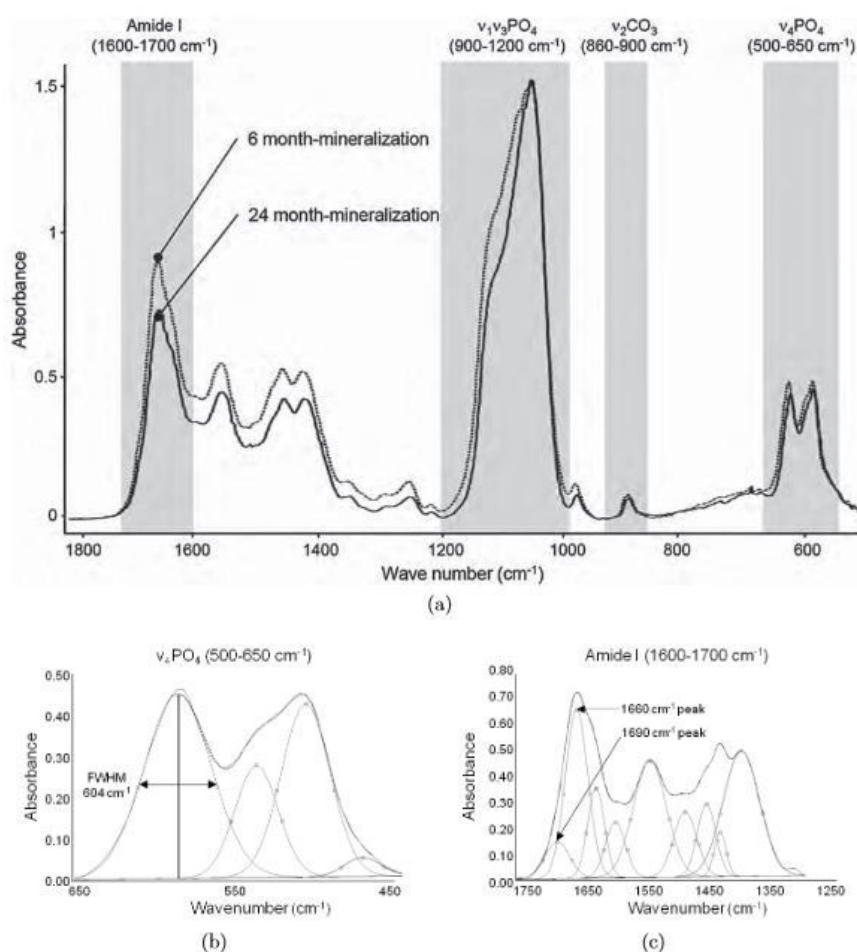 Amide I
(1600-1700 cm⁻¹)
ν₁ν₃PO₄
(900-1200 cm⁻¹)
ν₂CO₃
(860-900 cm⁻¹)
ν₄PO₄
(500-650 cm⁻¹)
1.5
6 month-mineralization
24 month-mineralization
1
0.5
0
Absorbance
1800 1600 1400 1200 1000 800 600
Wave number (cm⁻¹)
(a)
ν₄PO₄ (500-650 cm⁻¹)
0.50
0.40
0.30
0.20
0.10
0.00
Absorbance
FWHM
604 cm⁻¹
650 550 450
Wavenumber (cm⁻¹)
(b)
Amide I (1600-1700 cm⁻¹)
0.80
0.70
0.60
0.50
0.40
0.30
0.20
0.10
0.00
Absorbance
1660 cm⁻¹ peak
1690 cm⁻¹ peak
1750 1650 1550 1450 1350 1250
Wavenumber (cm⁻¹)
(c)